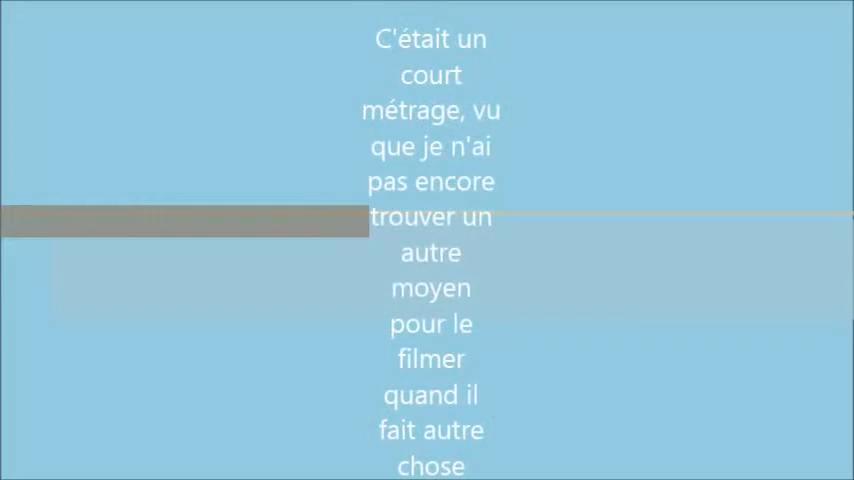 C'était un
court
métrage, vu
que je n'ai
pas encore
trouver un
autre
moyen
pour le
filmer
quand il
fait autre
chose